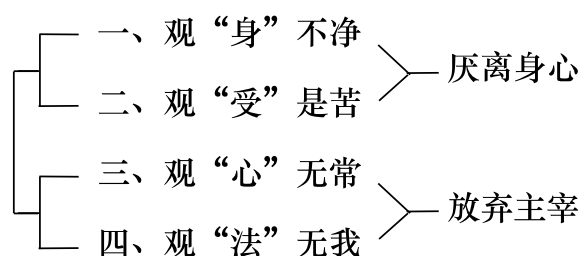 一、观“身”不净
二、观“受”是苦
厌离身心
三、观“心”无常
四、观“法”无我
放弃主宰